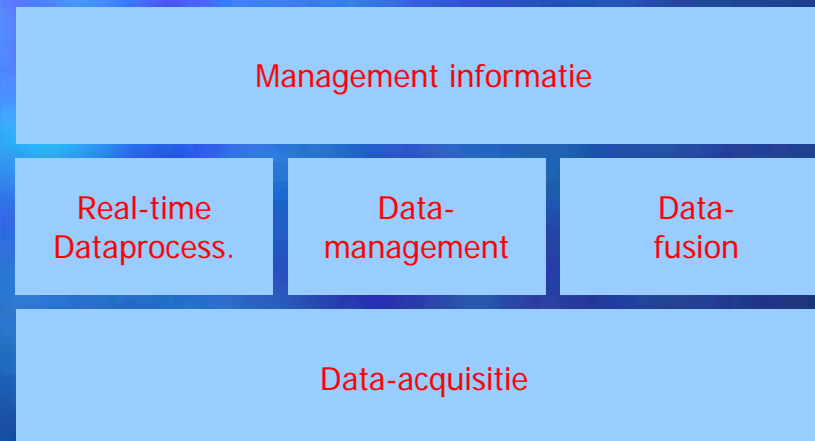 Management informatie
Real-time
Dataprocess.
Data-
management
Data-
fusion
Data-acquisitie